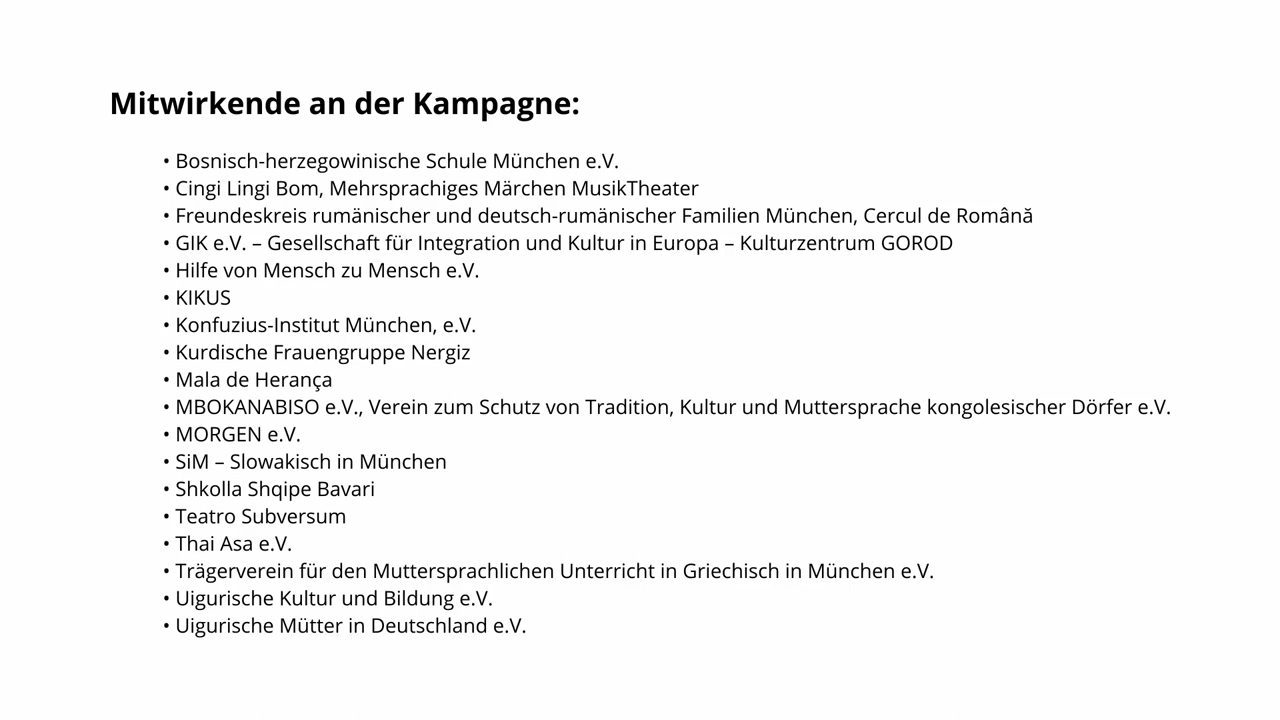 Mitwirkende an der Kampagne:
• Bosnisch-herzegowinische Schule München e.V.
• Cingi Lingi Bom, Mehrsprachiges Märchen MusikTheater
• Freundeskreis rumänischer und deutsch-rumänischer Familien München, Cercul de Română
• GIK e.V. – Gesellschaft für Integration und Kultur in Europa – Kulturzentrum GOROD
• Hilfe von Mensch zu Mensch e.V.
• KIKUS
• Konfuzius-Institut München, e.V.
• Kurdische Frauengruppe Nergiz
• Mala de Herança
• MBOKANABISO e.V., Verein zum Schutz von Tradition, Kultur und Muttersprache kongolesischer Dörfer e.V.
• MORGEN e.V.
• SiM – Slowakisch in München
• Shkolla Shqipe Bavari
• Teatro Subversum
• Thai Asa e.V.
• Trägerverein für den Muttersprachlichen Unterricht in Griechisch in München e.V.
• Uigurische Kultur und Bildung e.V.
• Uigurische Mütter in Deutschland e.V.